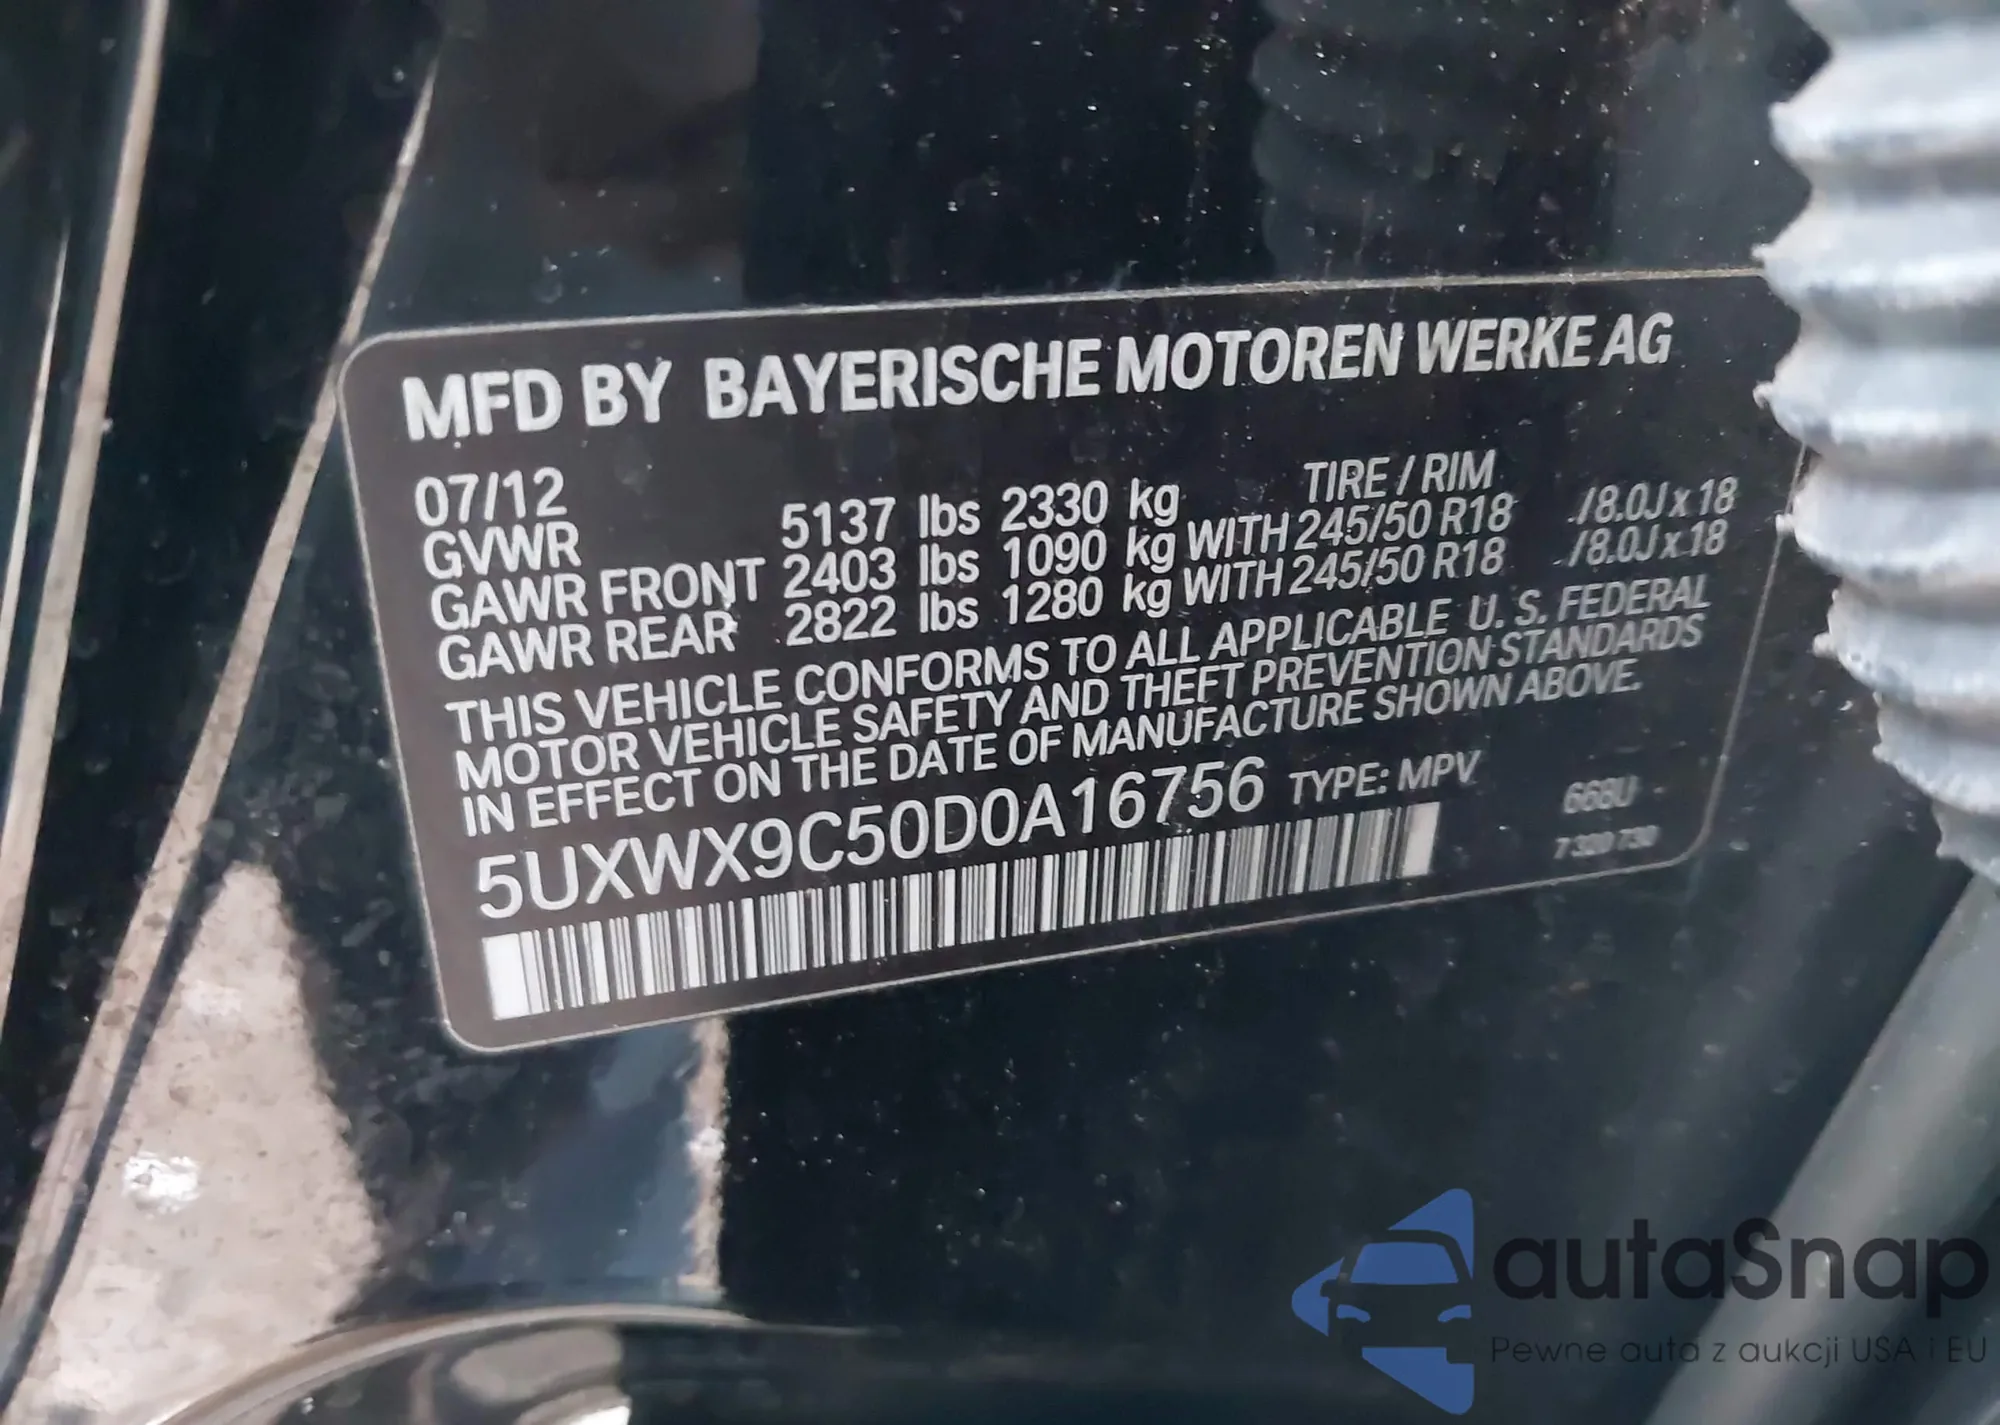 MFD BY BAYERISCHE MOTOREN WERKE AG
07/12 TIRE / RIM
GVWR 5137 lbs 2330 kg
GAWR FRONT 2403 lbs 1090 kg WITH 245/50 R18 /8.0J x 18
GAWR REAR 2822 lbs 1280 kg WITH 245/50 R18 /8.0J x 18
THIS VEHICLE CONFORMS TO ALL APPLICABLE U. S. FEDERAL
MOTOR VEHICLE SAFETY AND THEFT PREVENTION STANDARDS
IN EFFECT ON THE DATE OF MANUFACTURE SHOWN ABOVE.
5UXWX9C50D0A16756 TYPE: MPV 668U
7 320 730
autaSnap
Pewne auta z aukcji USA i EU